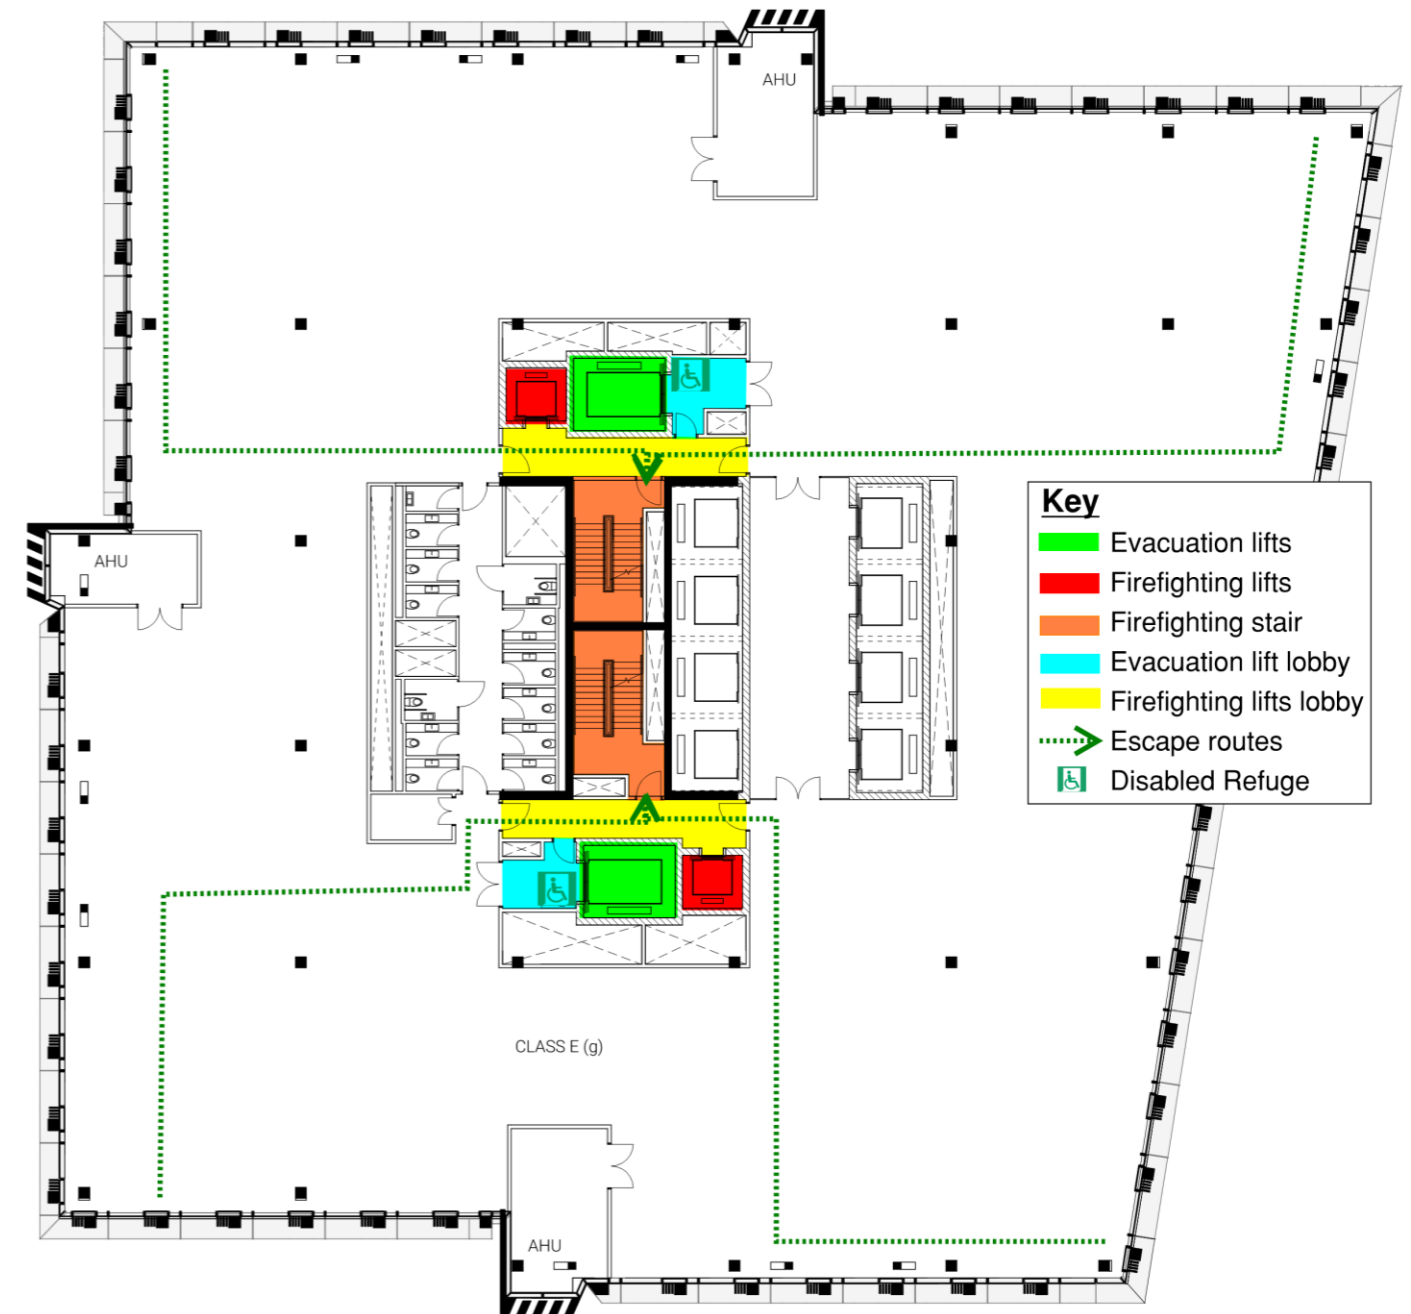 AHU
AHU
Key
Evacuation lifts
Firefighting lifts
Firefighting stair
Evacuation lift lobby
Firefighting lifts lobby
Escape routes
Disabled Refuge
CLASS E (g)
AHU